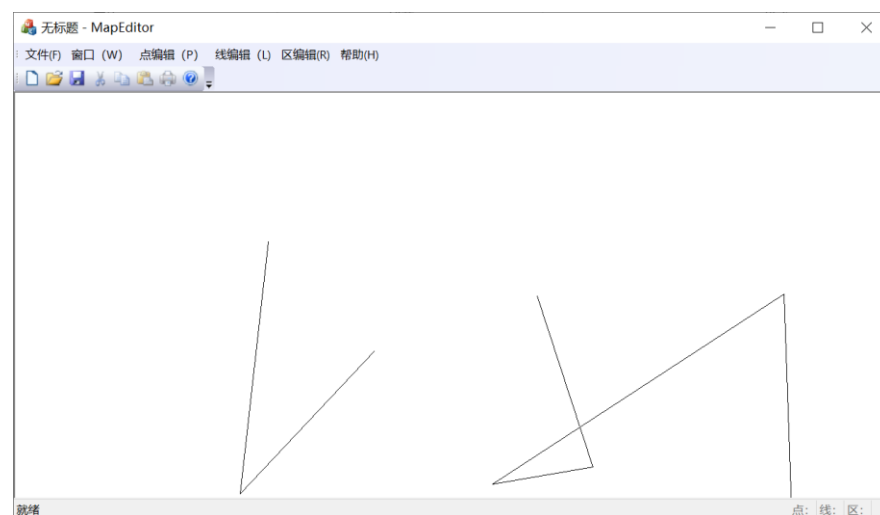 无标题 - MapEditor
文件(F) 窗口 (W) 点编辑 (P) 线编辑 (L) 区编辑(R) 帮助(H)
就绪 点: 线: 区: